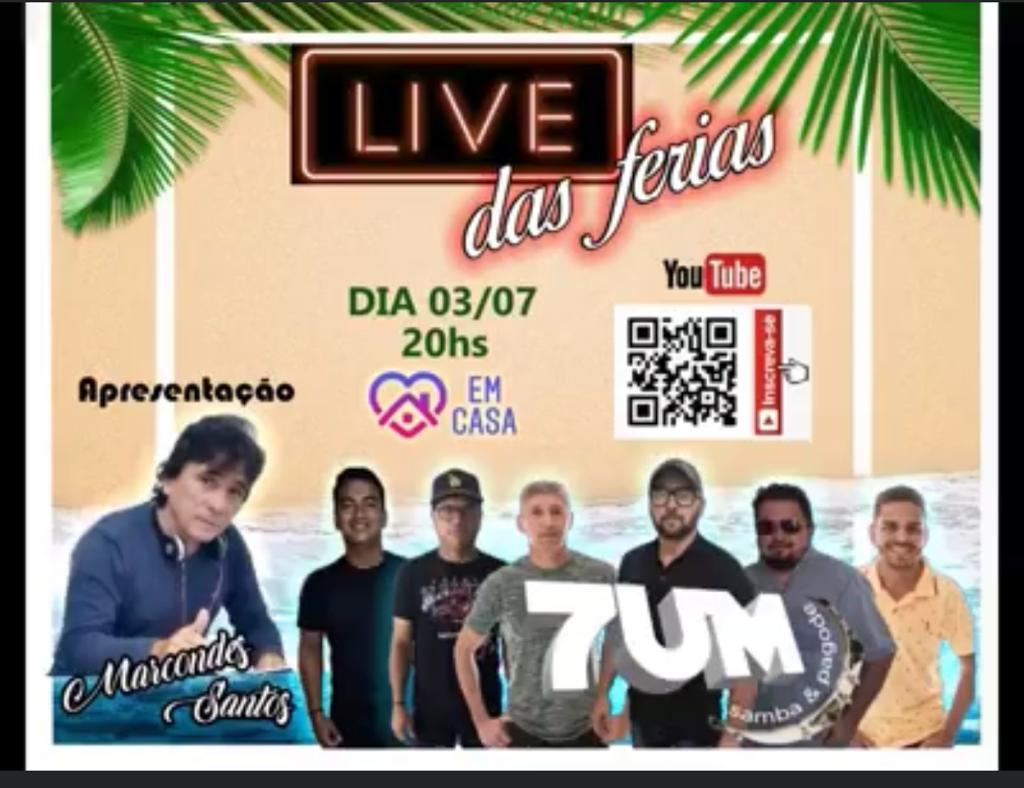 LIVE
das ferias
YouTube
DIA 03/07
20hs
Inscreva-se
Apresentação
EM
CASA
7UM
samba & pagode
Marcondes
Santos